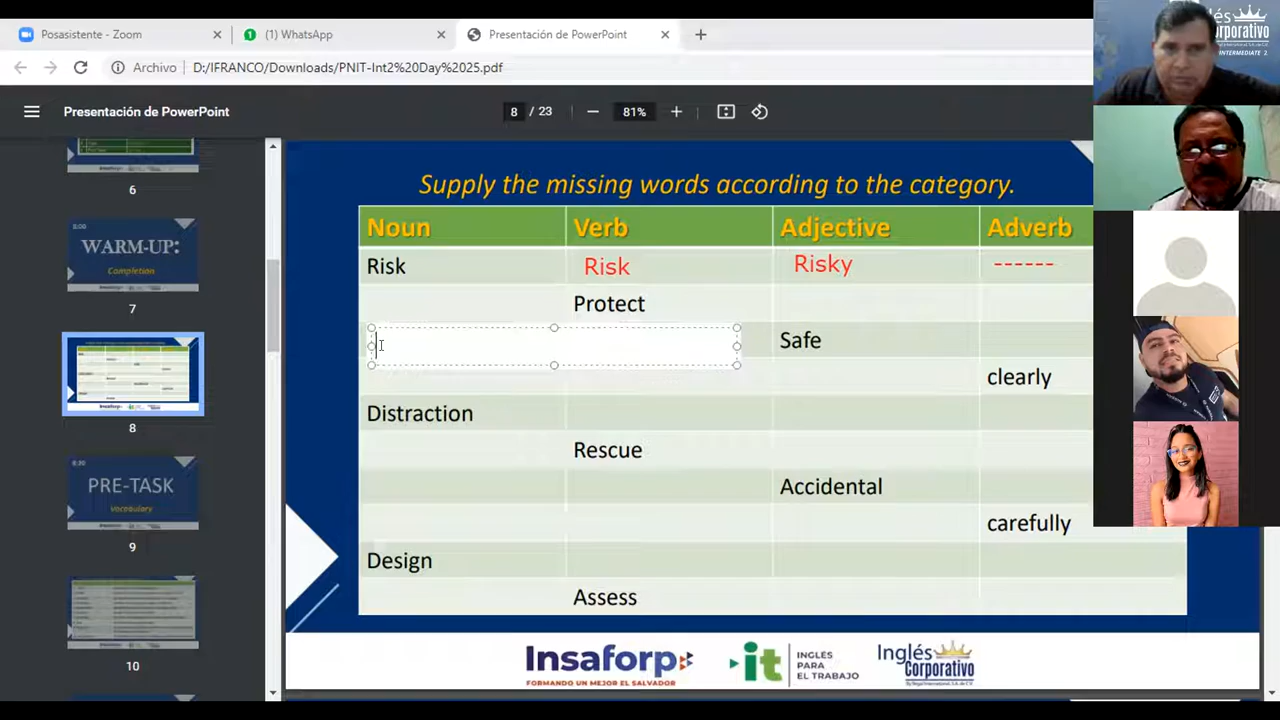 Posasistente - Zoom
(1) WhatsApp
Presentación de PowerPoint
Archivo
D:/IFRANCO/Downloads/PNIT-Int2%20Day%2025.pdf
Presentación de PowerPoint
8 / 23
81%
6
WARM-UP:
Completion
7
8
PRE-TASK
Vocabulary
9
10
Supply the missing words according to the category.
Noun Verb Adjective Adverb
Risk Risk Risky ------
Protect
Safe
clearly
Distraction
Rescue
Accidental
carefully
Design
Assess
Insaforp
FORMANDO UN MEJOR EL SALVADOR
it
INGLÉS
PARA
EL TRABAJO
Inglés
Corporativo
INTERMEDIATE 2